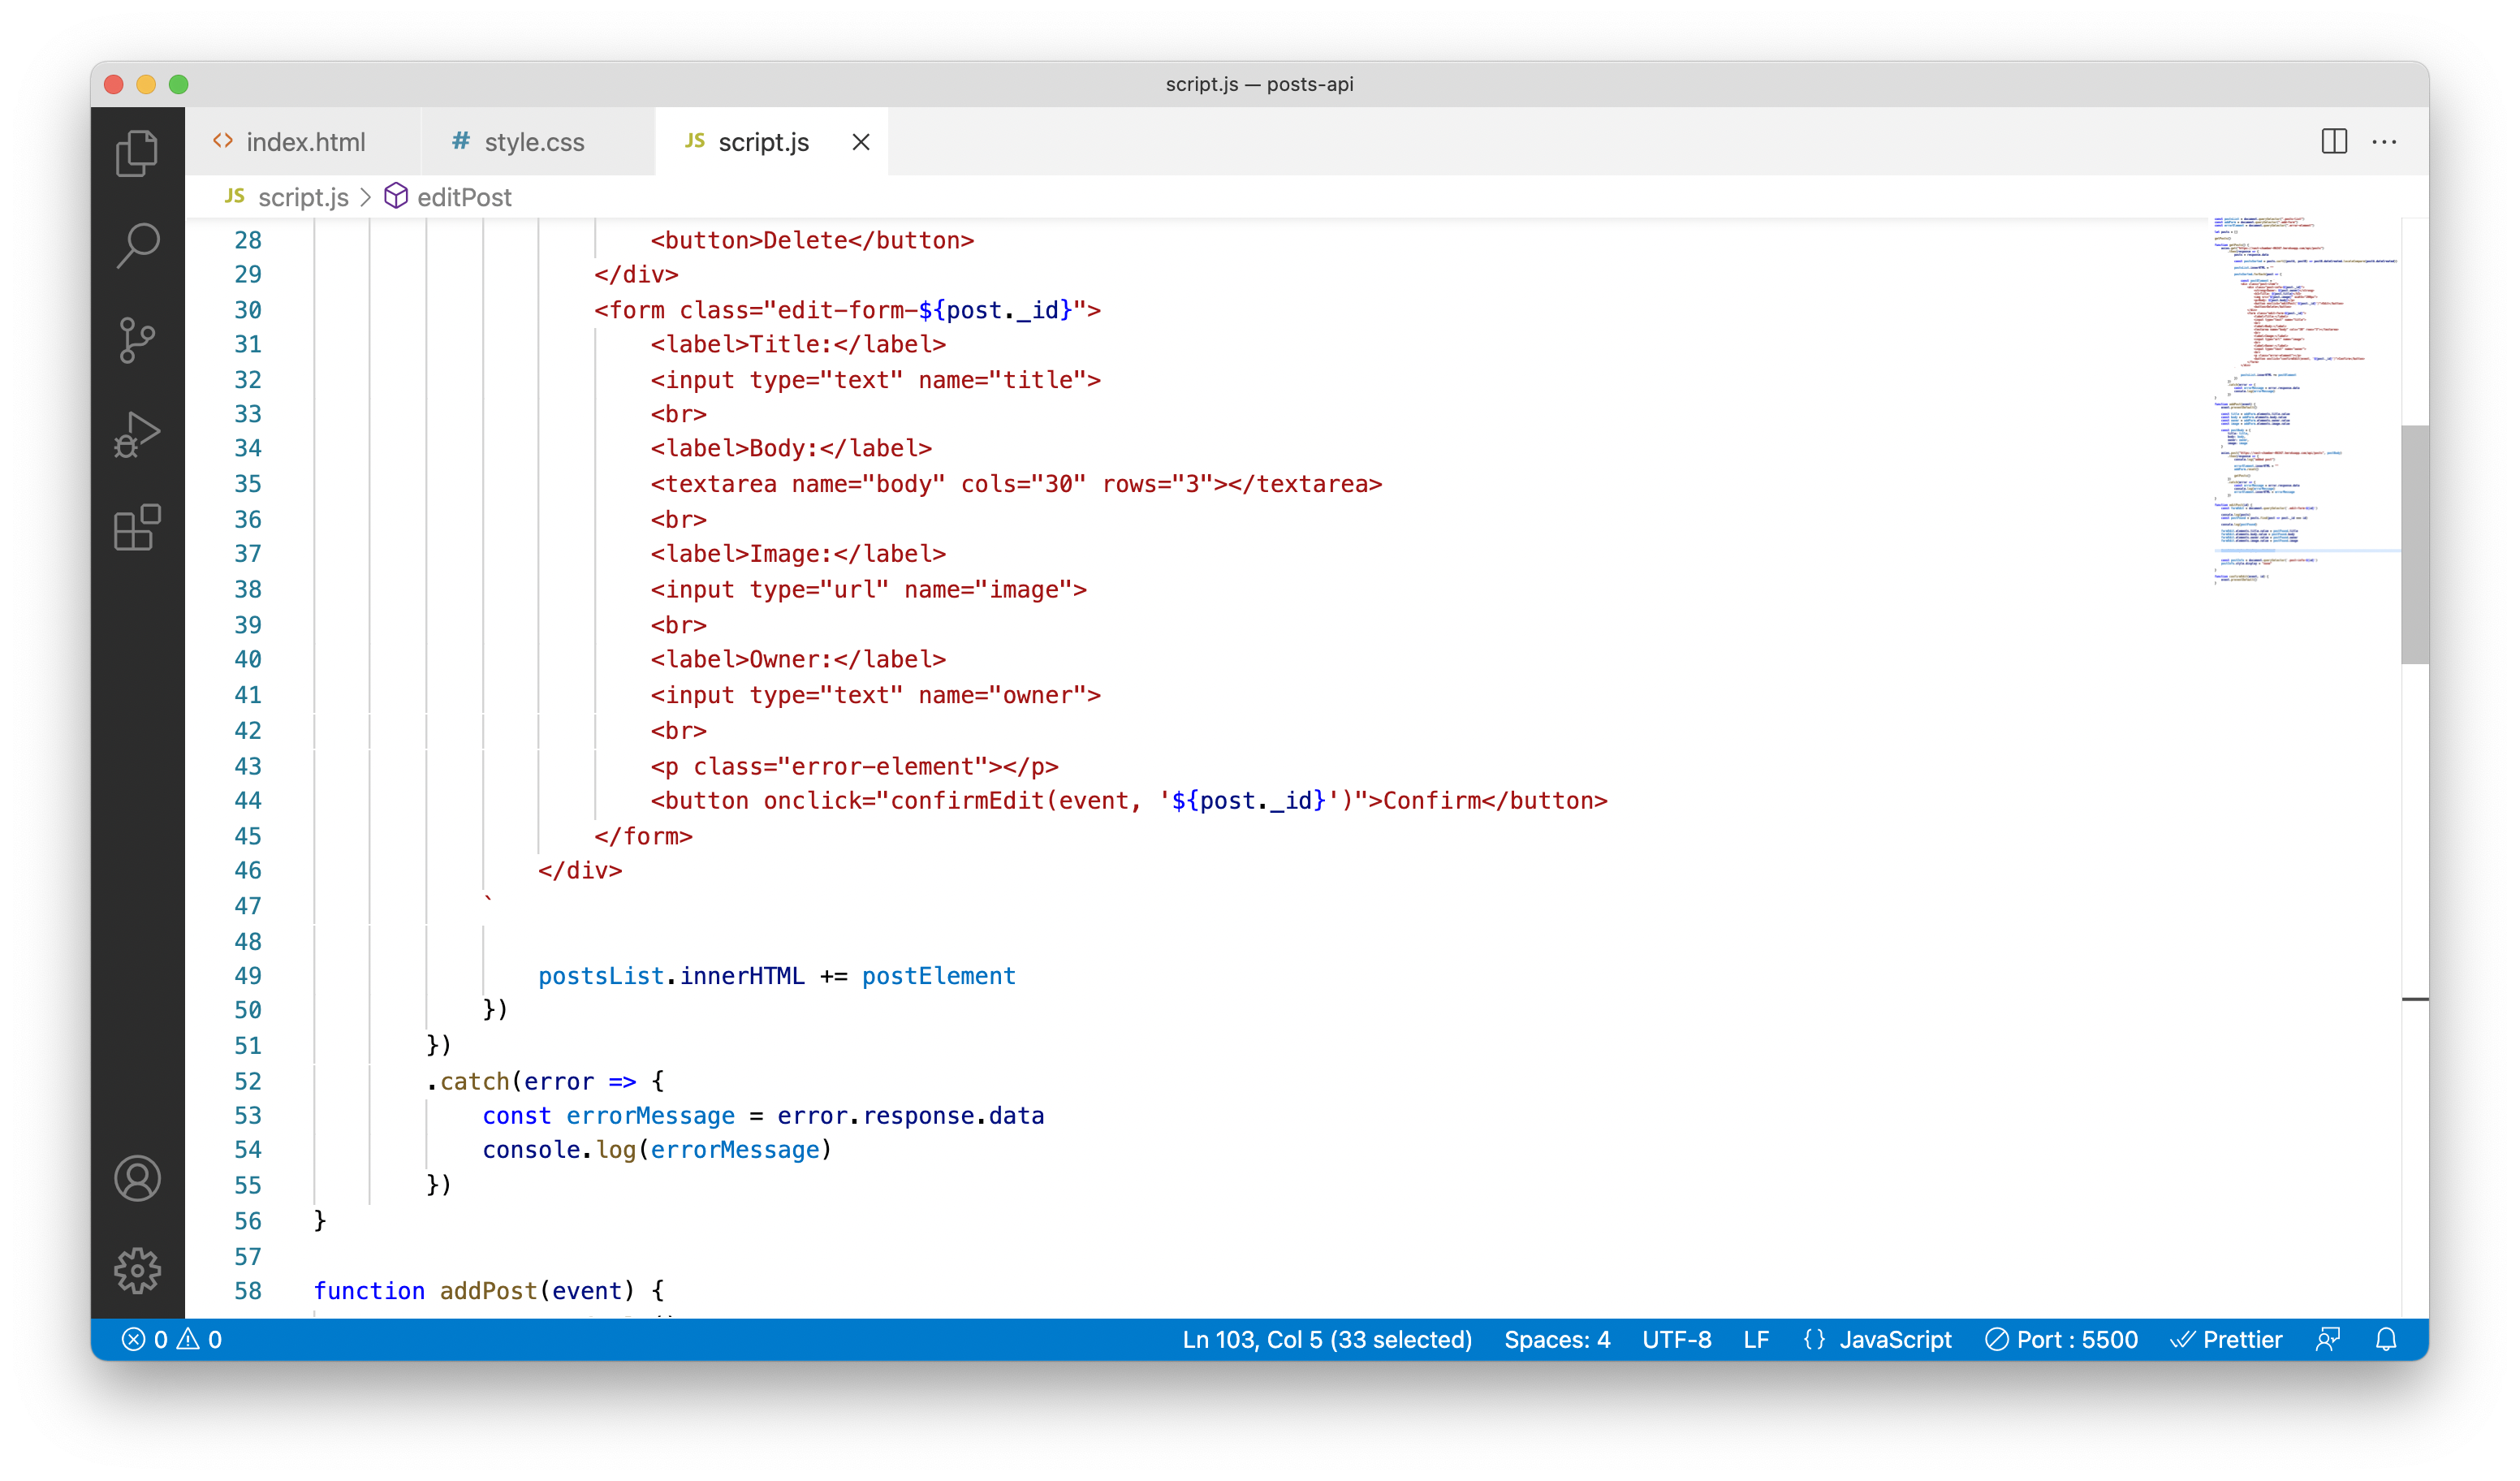 script.js — posts-api
<> index.html
# style.css
JS script.js
JS script.js > editPost
28 <button>Delete</button>
29 </div>
30 <form class="edit-form-${post._id}">
31 <label>Title:</label>
32 <input type="text" name="title">
33 <br>
34 <label>Body:</label>
35 <textarea name="body" cols="30" rows="3"></textarea>
36 <br>
37 <label>Image:</label>
38 <input type="url" name="image">
39 <br>
40 <label>Owner:</label>
41 <input type="text" name="owner">
42 <br>
43 <p class="error-element"></p>
44 <button onclick="confirmEdit(event, '${post._id}')">Confirm</button>
45 </form>
46 </div>
47 `
48
49 postsList.innerHTML += postElement
50 })
51 })
52 .catch(error => {
53 const errorMessage = error.response.data
54 console.log(errorMessage)
55 })
56 }
57
58 function addPost(event) {
0 0 Ln 103, Col 5 (33 selected) Spaces: 4 UTF-8 LF {} JavaScript Port : 5500 Prettier